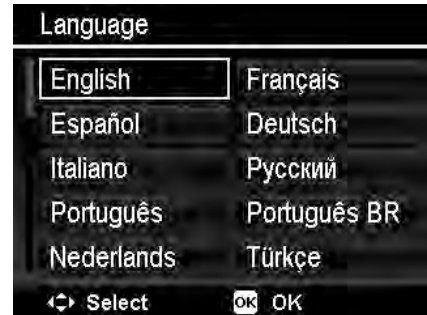 Language
English Français
Español Deutsch
Italiano Русский
Português Português BR
Nederlands Türkçe
Select OK OK